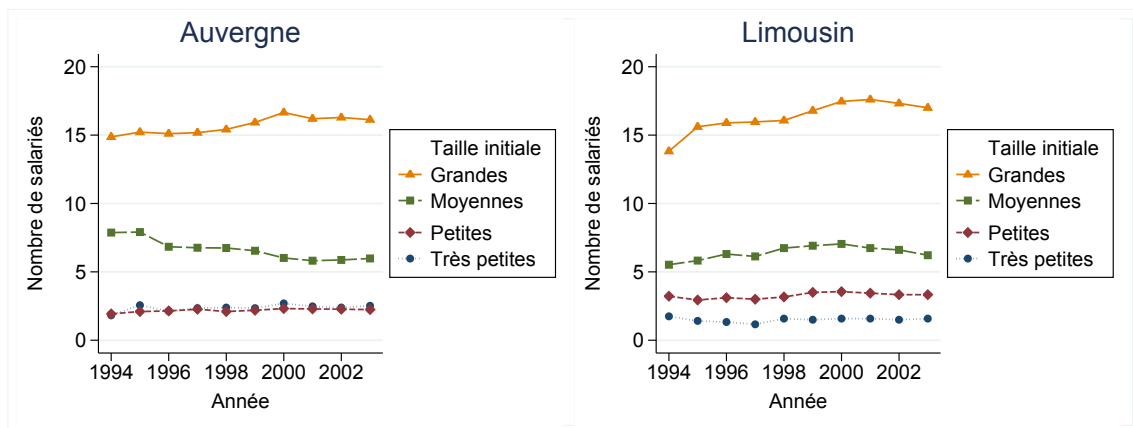 Auvergne
Nombre de salariés
20
15
10
5
0
1994 1996 1998 2000 2002
Année
Taille initiale
Grandes
Moyennes
Petites
Très petites
Limousin
Nombre de salariés
20
15
10
5
0
1994 1996 1998 2000 2002
Année
Taille initiale
Grandes
Moyennes
Petites
Très petites